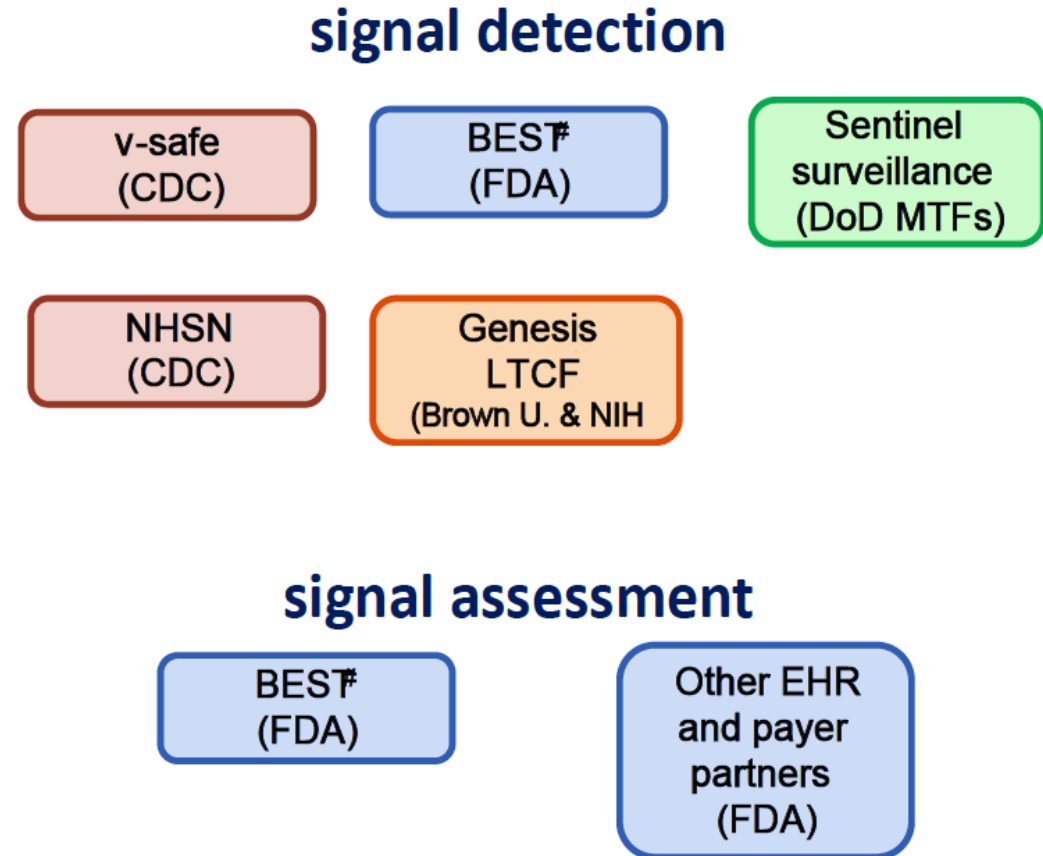 signal detection
v-safe
(CDC)
BEST#
(FDA)
Sentinel
surveillance
(DoD MTFs)
NHSN
(CDC)
Genesis
LTCF
(Brown U. & NIH
signal assessment
BEST#
(FDA)
Other EHR
and payer
partners
(FDA)